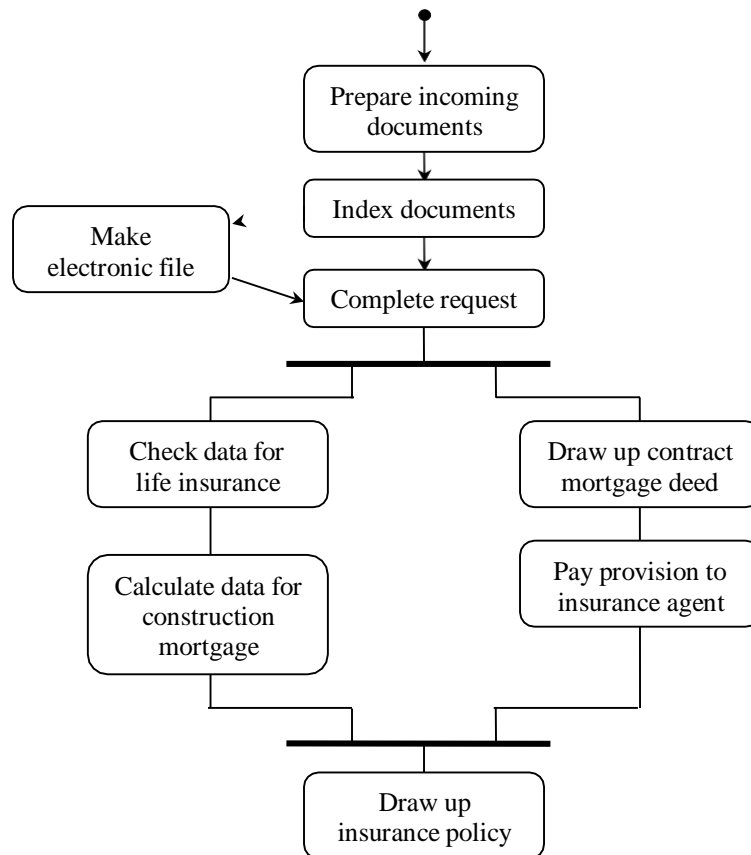 Prepare incoming
documents
Index documents
Make
electronic file
Complete request
Check data for
life insurance
Draw up contract
mortgage deed
Calculate data for
construction
mortgage
Pay provision to
insurance agent
Draw up
insurance policy